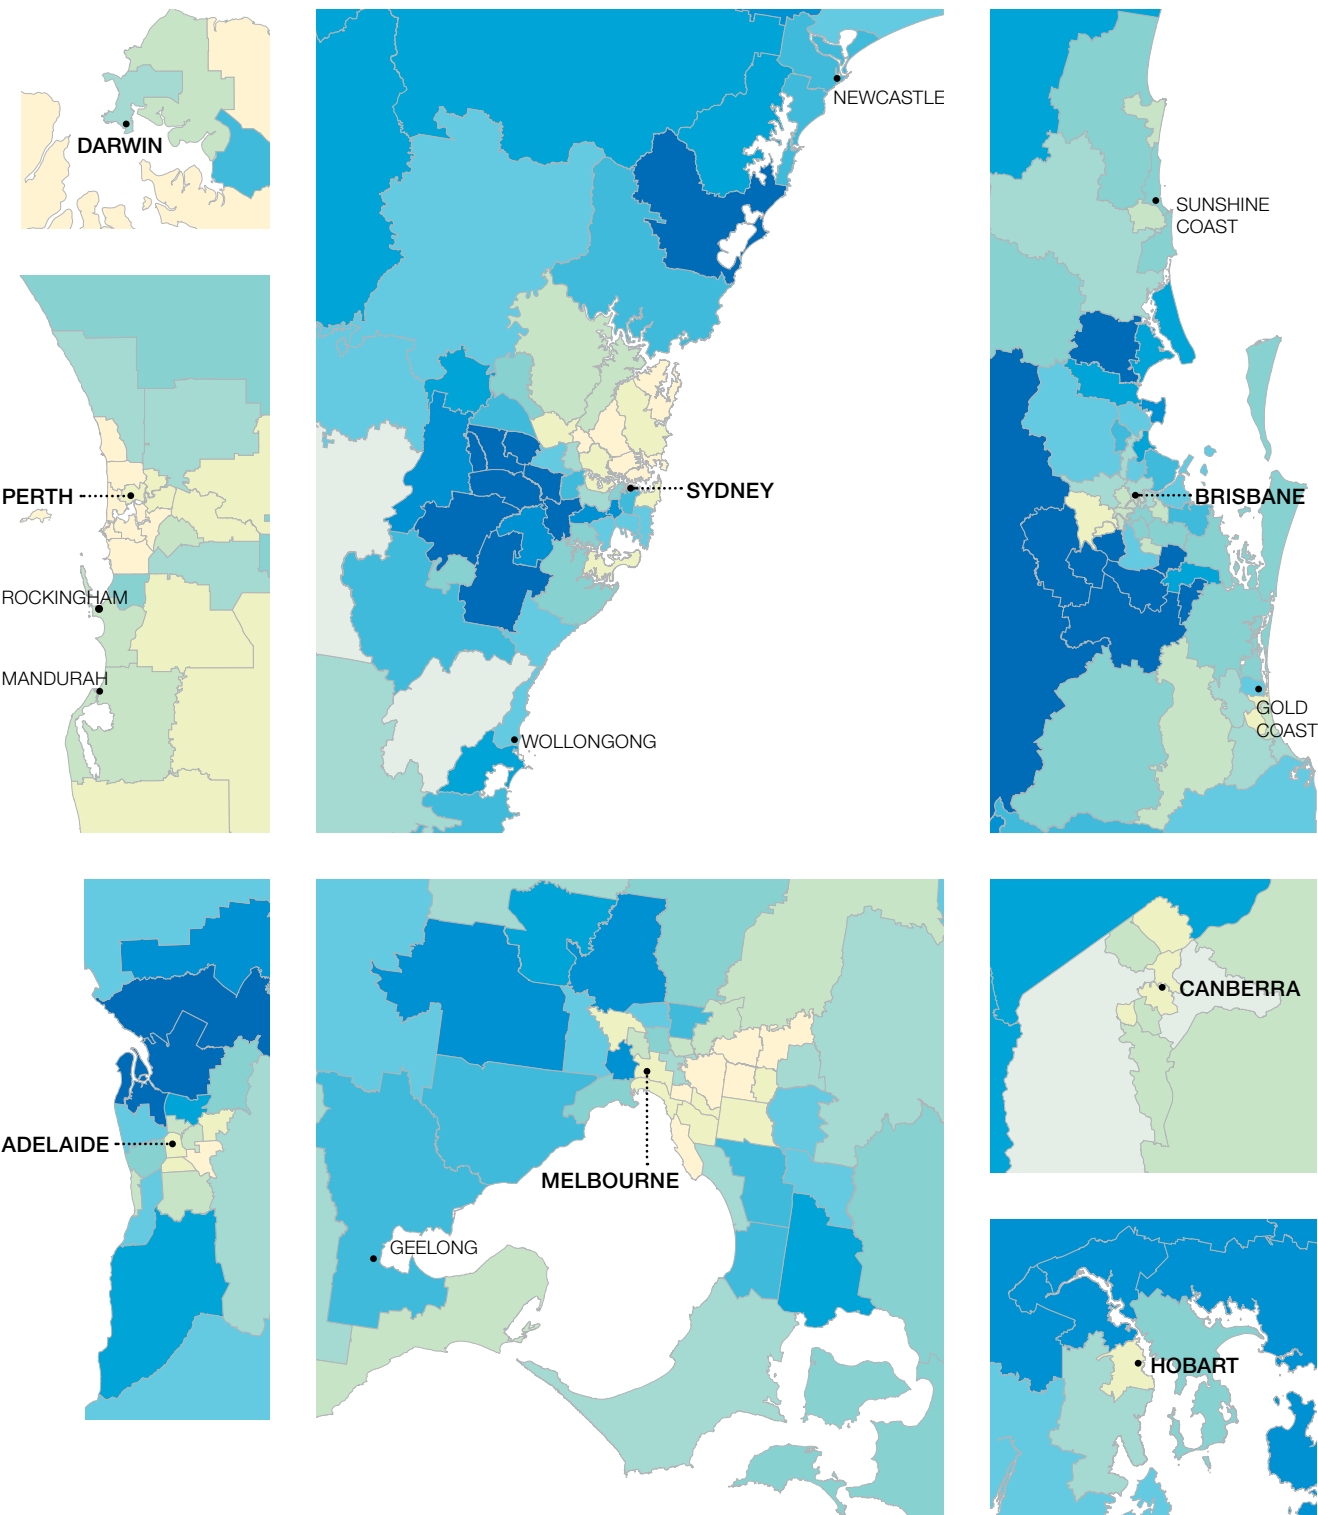 DARWIN
NEWCASTLE
SUNSHINE
COAST
PERTH
SYDNEY
BRISBANE
ROCKINGHAM
MANDURAH
WOLLONGONG
GOLD
COAST
CANBERRA
ADELAIDE
MELBOURNE
GEELONG
HOBART